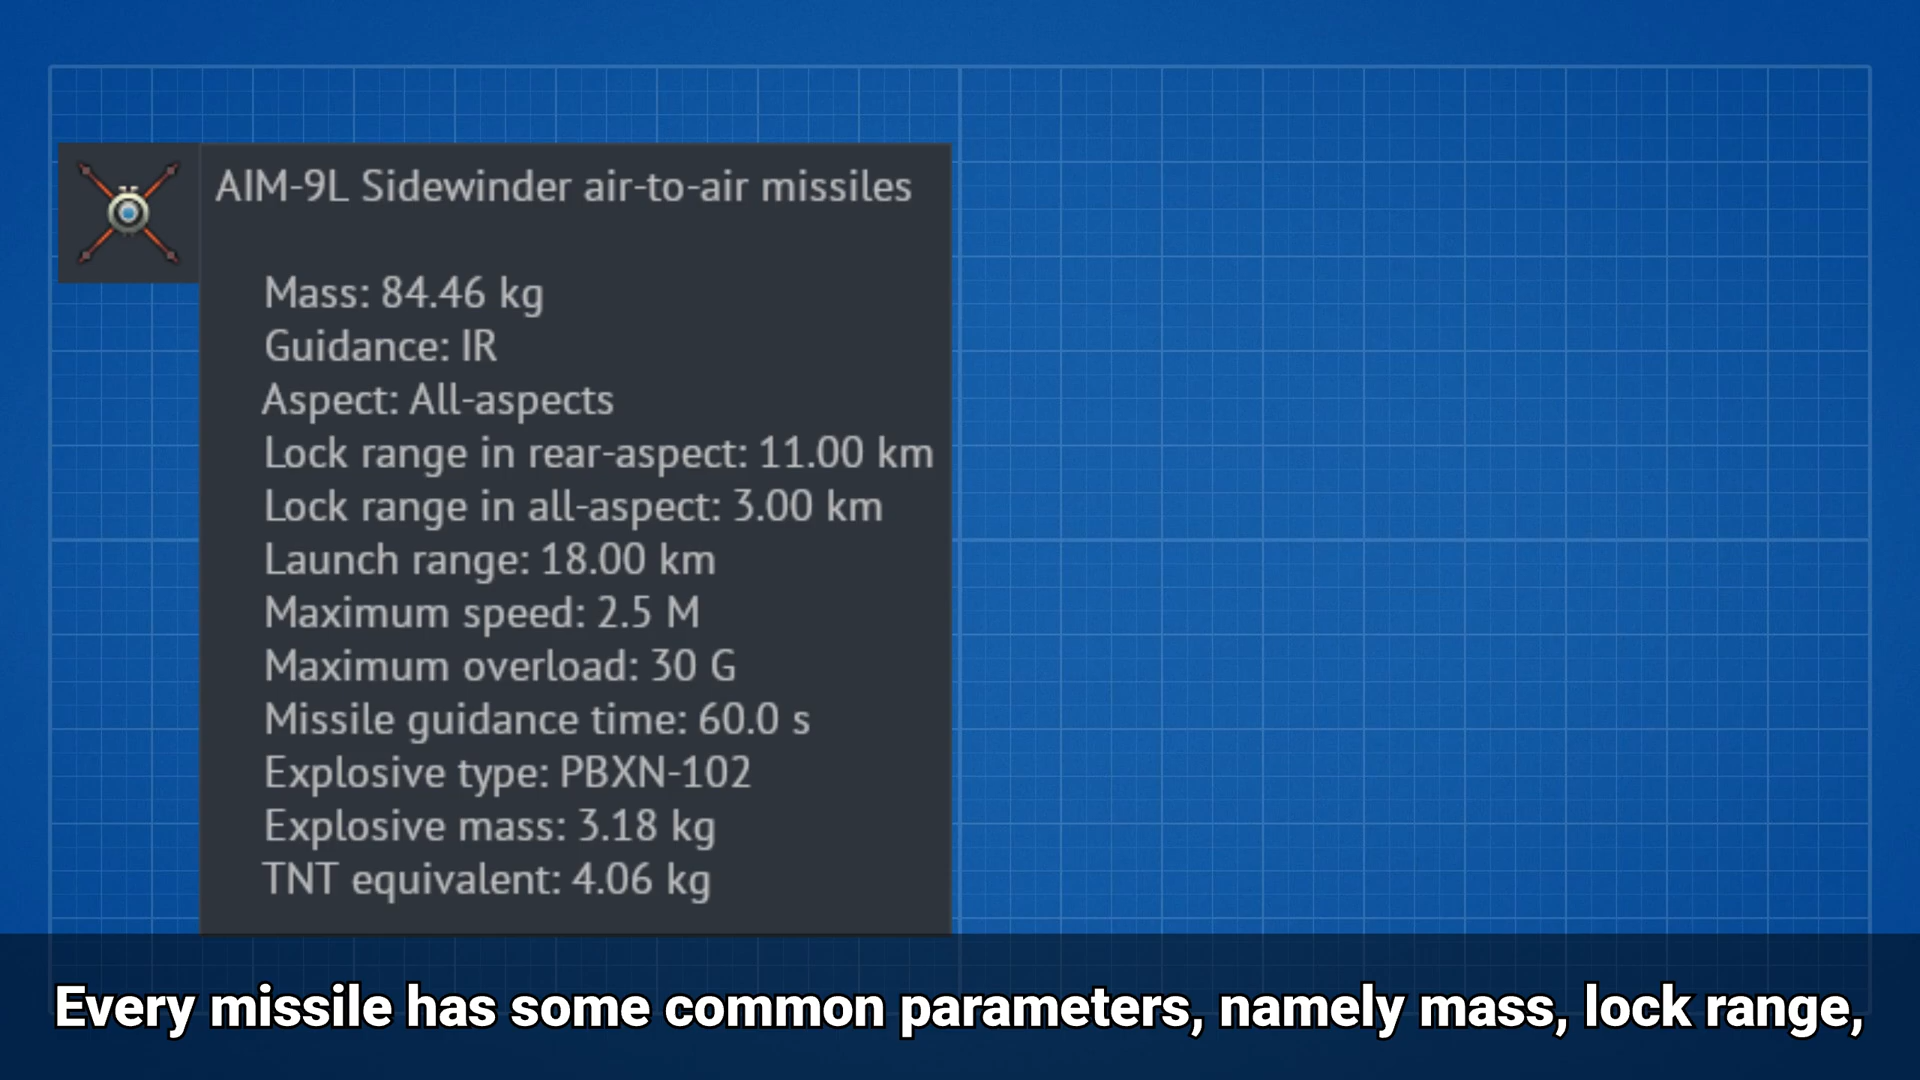 AIM-9L Sidewinder air-to-air missiles
Mass: 84.46 kg
Guidance: IR
Aspect: All-aspects
Lock range in rear-aspect: 11.00 km
Lock range in all-aspect: 3.00 km
Launch range: 18.00 km
Maximum speed: 2.5 M
Maximum overload: 30 G
Missile guidance time: 60.0 s
Explosive type: PBXN-102
Explosive mass: 3.18 kg
TNT equivalent: 4.06 kg
Every missile has some common parameters, namely mass, lock range,